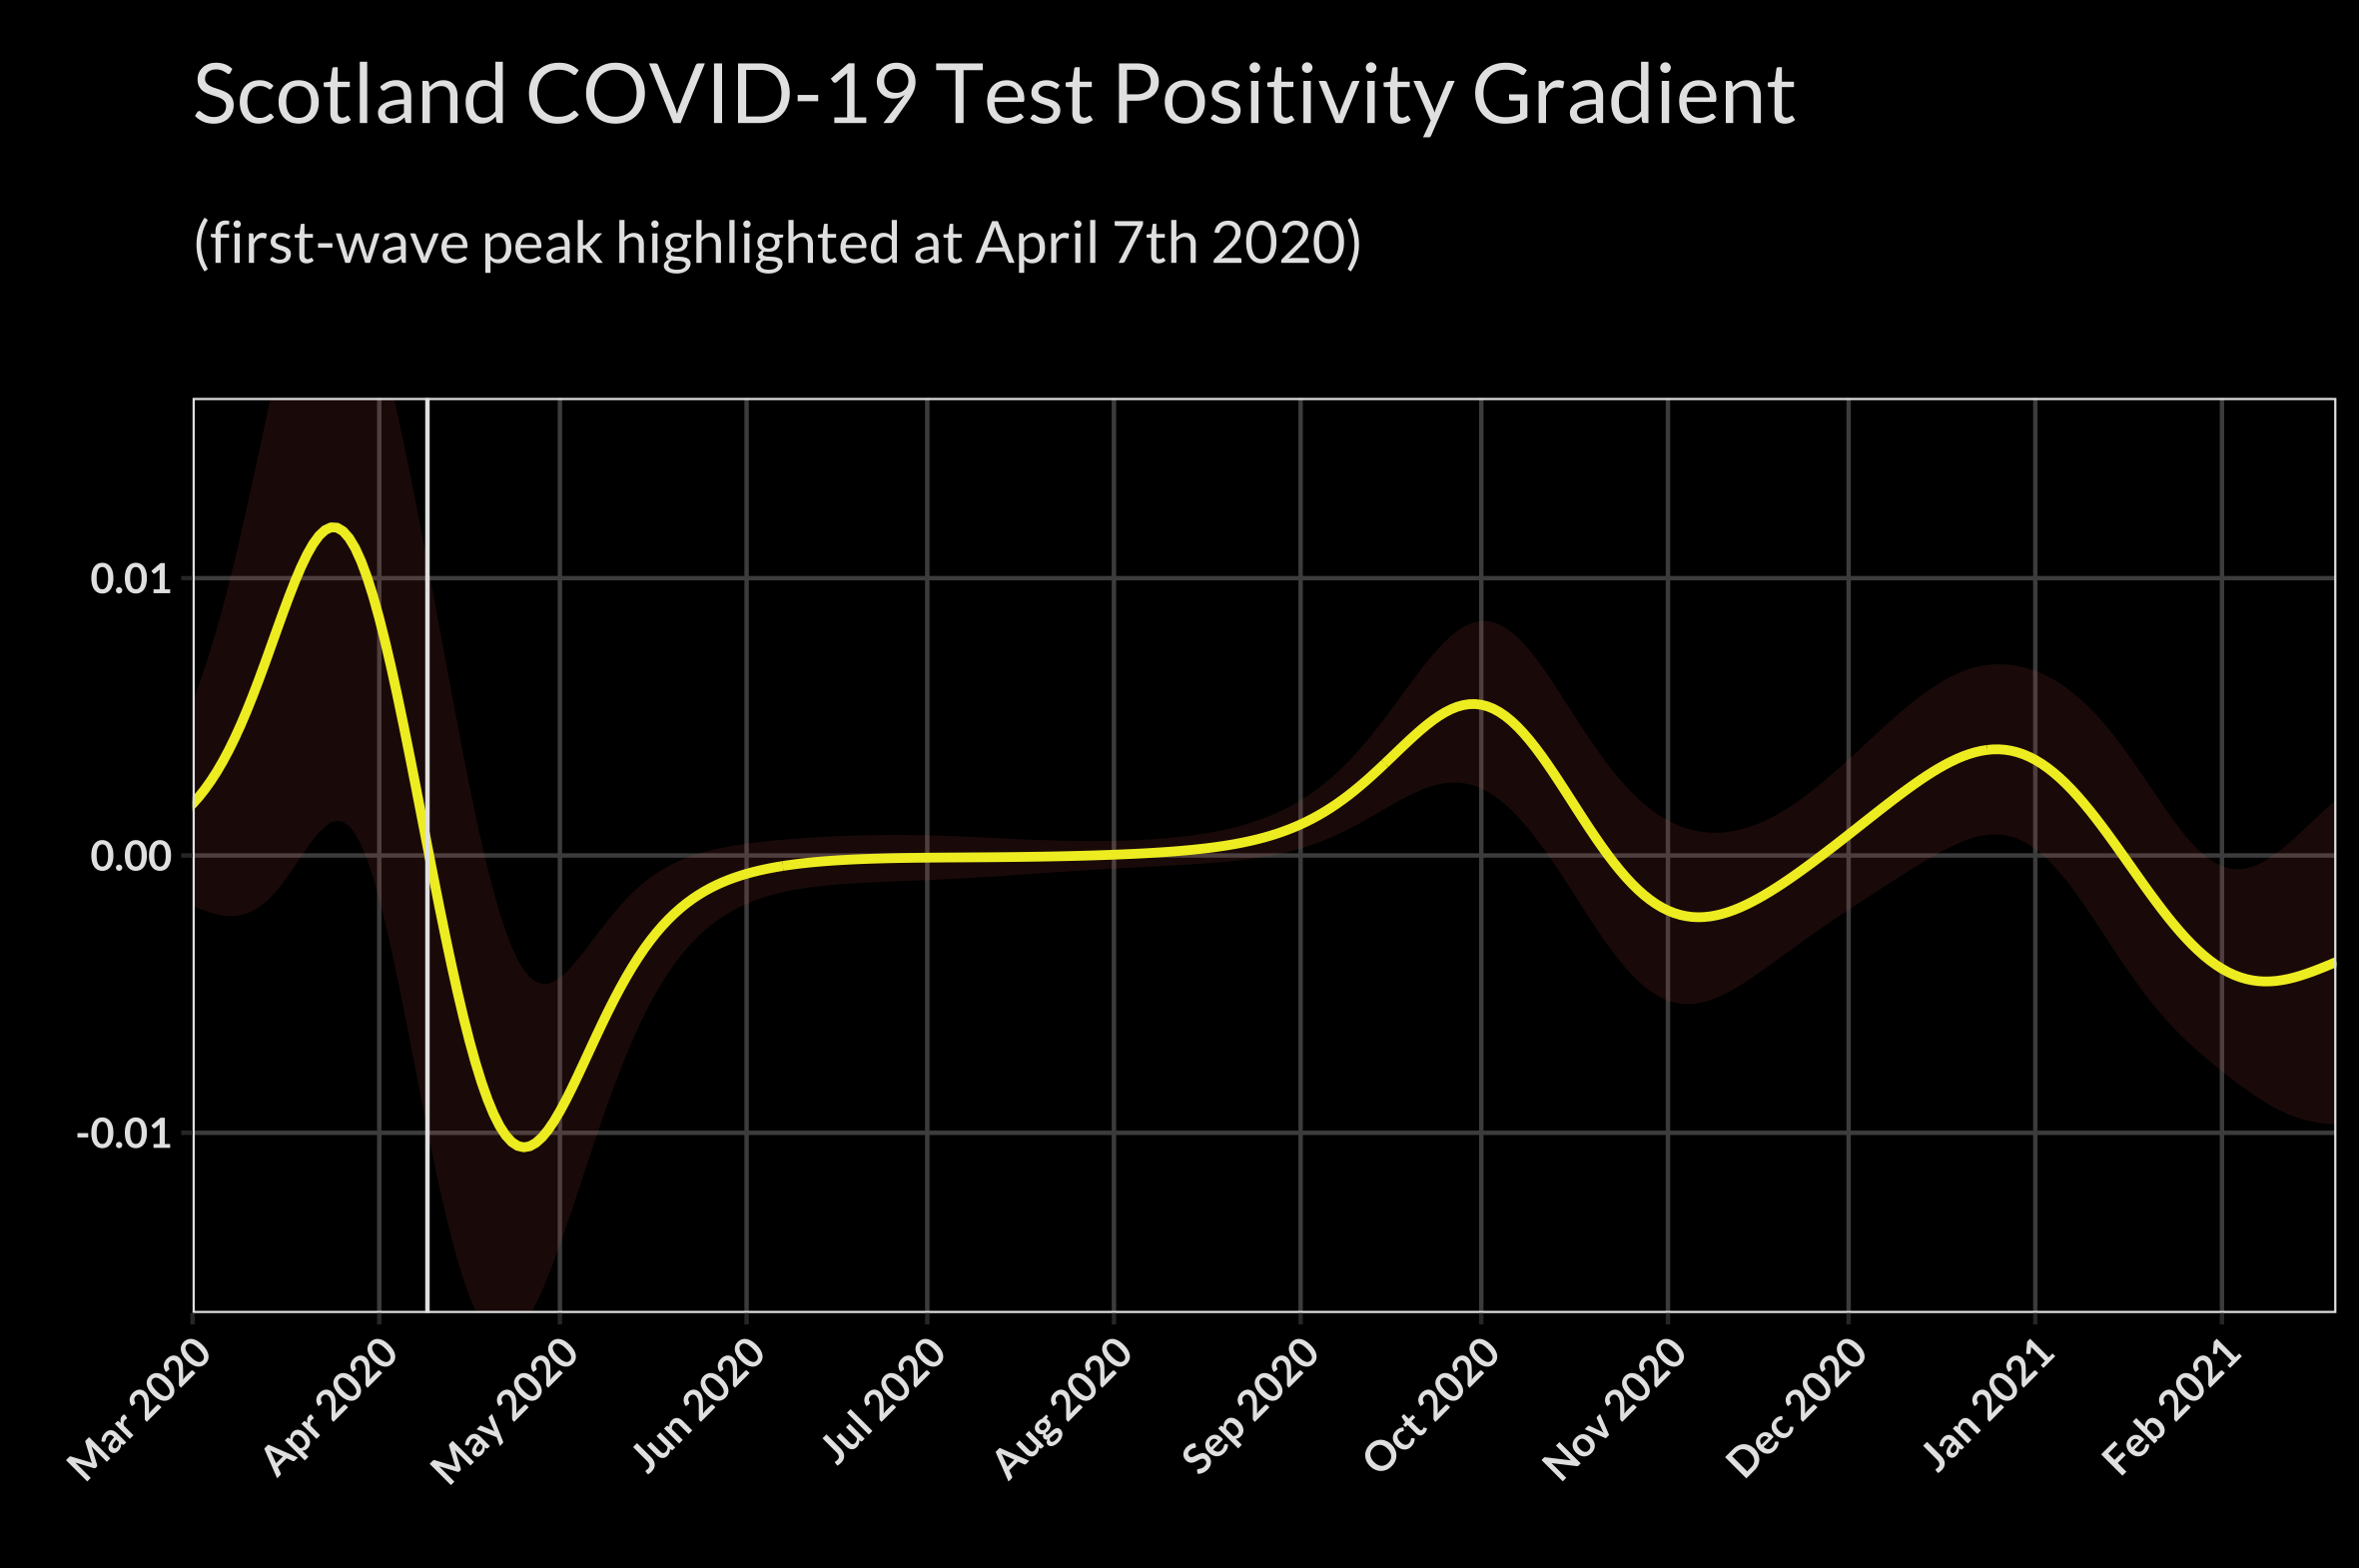 Scotland COVID-19 Test Positivity Gradient
(first-wave peak highlighted at April 7th 2020)
0.01
0.00
-0.01
Mar 2020
Apr 2020
May 2020
Jun 2020
Jul 2020
Aug 2020
Sep 2020
Oct 2020
Nov 2020
Dec 2020
Jan 2021
Feb 2021